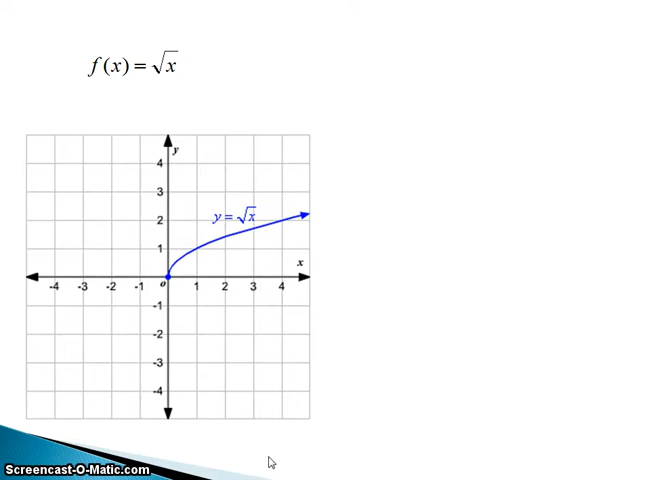 f(x) = √x
y
4
3
2
y = √x
1
x
-4 -3 -2 -1 o 1 2 3 4
-1
-2
-3
-4
Screencast-O-Matic.com